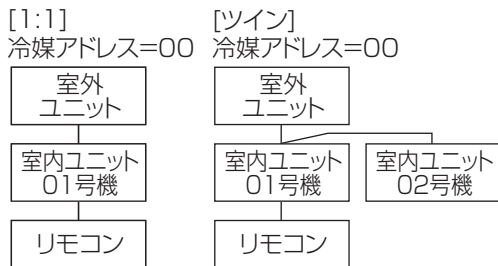 [1:1]
冷媒アドレス=00
室外
ユニット
室内ユニット
01号機
リモコン
[ツイン]
冷媒アドレス=00
室外
ユニット
室内ユニット
01号機
室内ユニット
02号機
リモコン